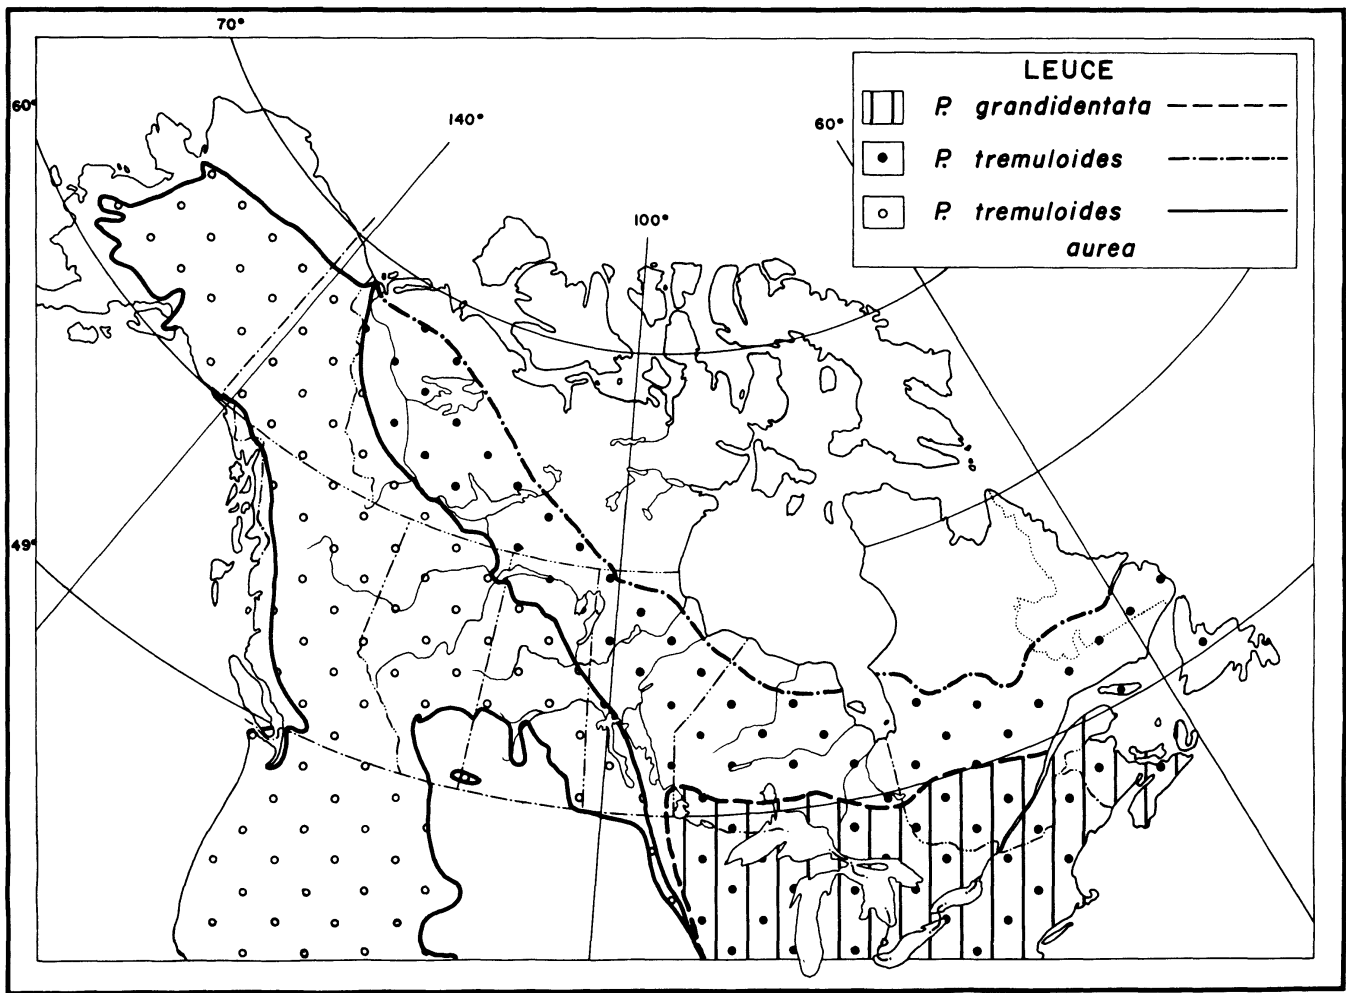 70°
60°
140°
60°
100°
49°
LEUCE
P. grandidentata
P. tremuloides
P. tremuloides
aurea